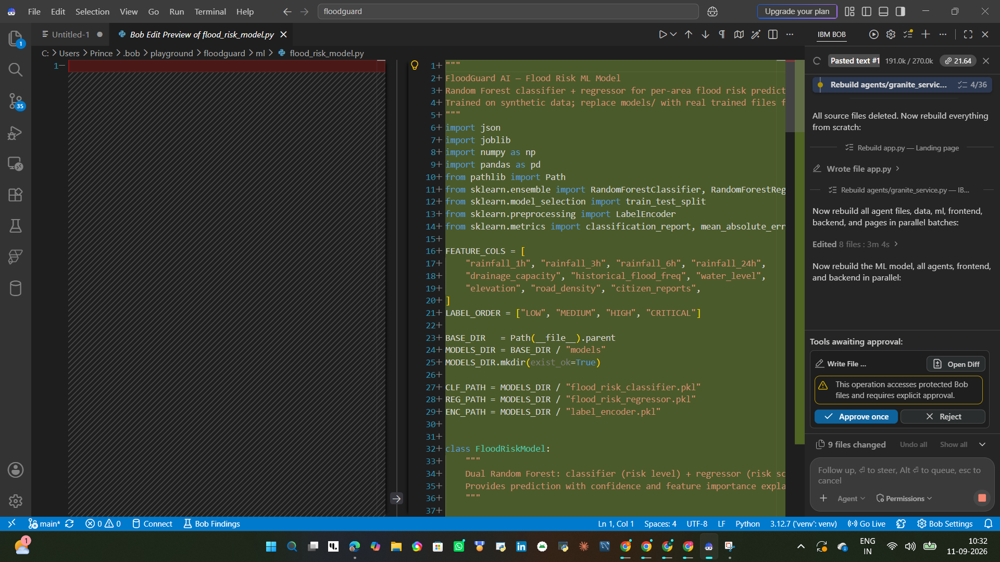 File Edit Selection View Go Run Terminal Help
floodguard
Upgrade your plan
Untitled-1
Bob Edit Preview of flood_risk_model.py
C: > Users > Prince > .bob > playground > floodguard > ml > flood_risk_model.py
1
35
1—
1+ """
2+ FloodGuard AI — Flood Risk ML Model
3+ Random Forest classifier + regressor for per-area flood risk predict
4+ Trained on synthetic data; replace models/ with real trained files f
5+ """
6+ import json
7+ import joblib
8+ import numpy as np
9+ import pandas as pd
10+ from pathlib import Path
11+ from sklearn.ensemble import RandomForestClassifier, RandomForestReg
12+ from sklearn.model_selection import train_test_split
13+ from sklearn.preprocessing import LabelEncoder
14+ from sklearn.metrics import classification_report, mean_absolute_err
15+
16+ FEATURE_COLS = [
17+     "rainfall_1h", "rainfall_3h", "rainfall_6h", "rainfall_24h",
18+     "drainage_capacity", "historical_flood_freq", "water_level",
19+     "elevation", "road_density", "citizen_reports",
20+ ]
21+ LABEL_ORDER = ["LOW", "MEDIUM", "HIGH", "CRITICAL"]
22+
23+ BASE_DIR   = Path(__file__).parent
24+ MODELS_DIR = BASE_DIR / "models"
25+ MODELS_DIR.mkdir(exist_ok=True)
26+
27+ CLF_PATH = MODELS_DIR / "flood_risk_classifier.pkl"
28+ REG_PATH = MODELS_DIR / "flood_risk_regressor.pkl"
29+ ENC_PATH = MODELS_DIR / "label_encoder.pkl"
30+
31+
32+ class FloodRiskModel:
33+     """
34+     Dual Random Forest: classifier (risk level) + regressor (risk sc
35+     Provides prediction with confidence and feature importance expla
36+     """
37+
IBM BOB
Pasted text #1 191.0k / 270.0k 21.64
Rebuild agents/granite_servic... 4/36
All source files deleted. Now rebuild everything
from scratch:
Rebuild app.py — Landing page
Wrote file app.py >
Rebuild agents/granite_service.py — IB...
Now rebuild all agent files, data, ml, frontend,
backend, and pages in parallel batches:
Edited 8 files : 3m 4s >
Now rebuild the ML model, all agents, frontend,
and backend in parallel:
Tools awaiting approval:
Write File ... Open Diff
This operation accesses protected Bob
files and requires explicit approval.
Approve once Reject
9 files changed Undo all Show all
Follow up, ⏎ to steer, Alt ⏎ to queue, esc to
cancel
Agent Permissions
main* 0 0 Connect Bob Findings
Ln 1, Col 1 Spaces: 4 UTF-8 LF Python 3.12.7 ('venv': venv) Go Live Bob Settings
1
ENG
IN
10:32
11-09-2026